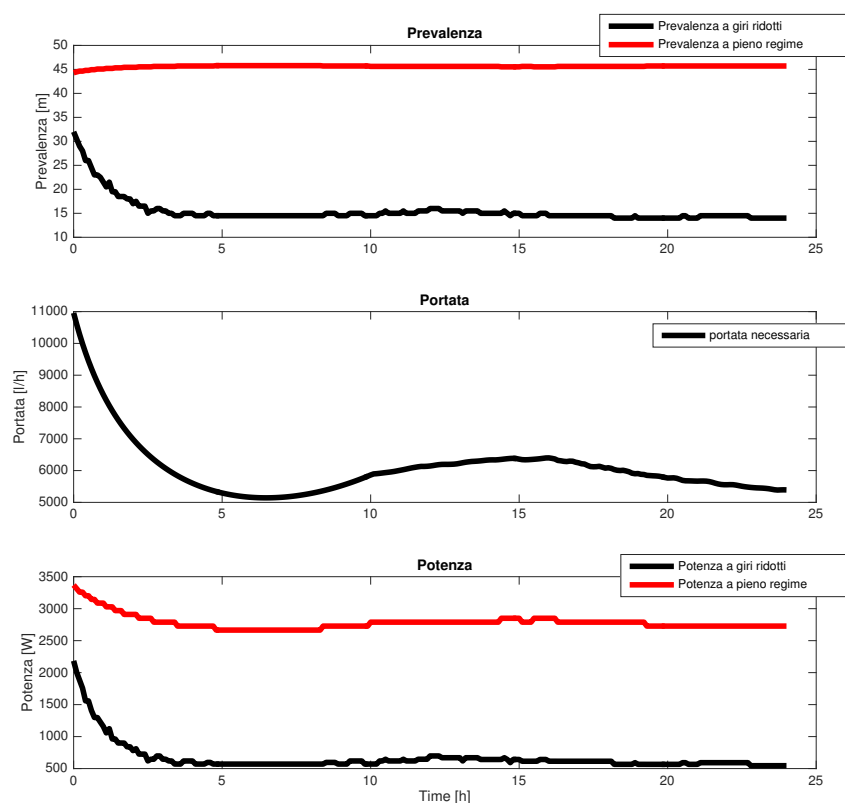 Prevalenza
Prevalenza a giri ridotti
Prevalenza a pieno regime
Prevalenza [m]
50
45
40
35
30
25
20
15
10
0 5 10 15 20 25
Portata
portata necessaria
Portata [l/h]
11000
10000
9000
8000
7000
6000
5000
0 5 10 15 20 25
Potenza
Potenza a giri ridotti
Potenza a pieno regime
Potenza [W]
3500
3000
2500
2000
1500
1000
500
0 5 10 15 20 25
Time [h]